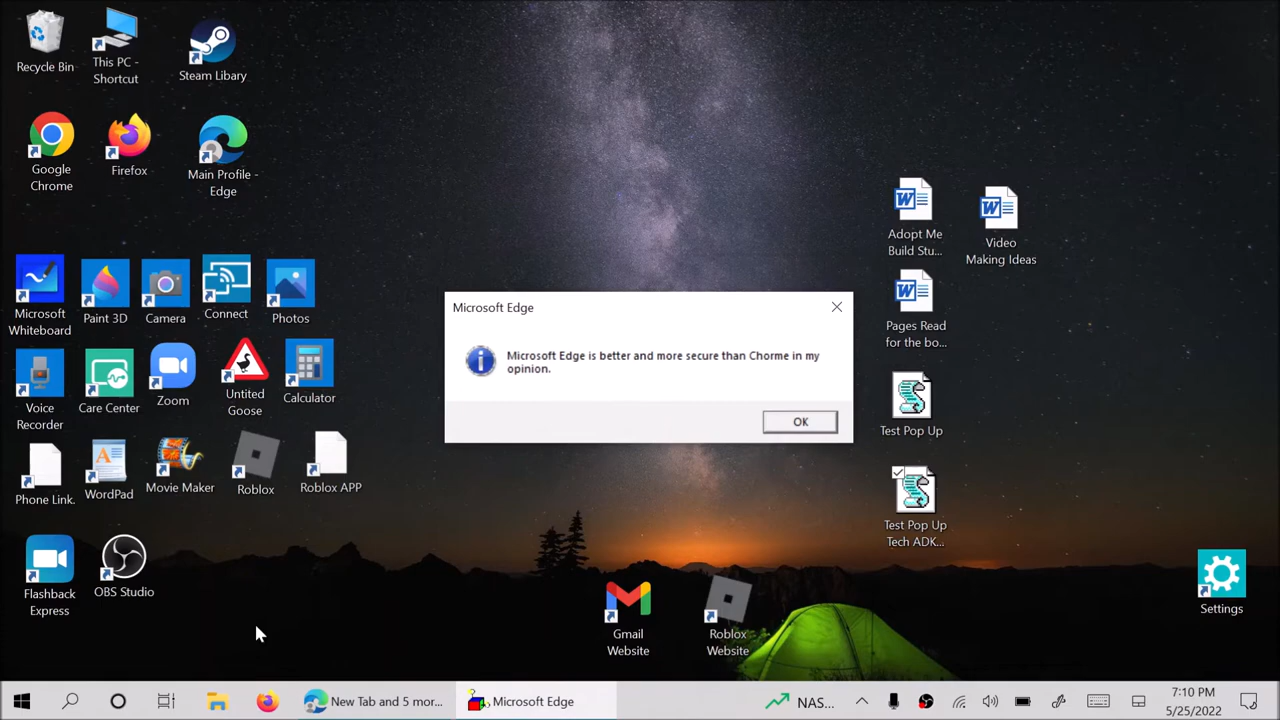 Recycle Bin
This PC -
Shortcut
Steam Libary
Google
Chrome
Firefox
Main Profile -
Edge
Adopt Me
Build Stu...
Video
Making Ideas
Microsoft
Whiteboard
Paint 3D
Camera
Connect
Photos
Microsoft Edge
Microsoft Edge is better and more secure than Chorme in my
opinion.
OK
Pages Read
for the bo...
Voice
Recorder
Care Center
Zoom
Untited
Goose
Calculator
Test Pop Up
Phone Link.
WordPad
Movie Maker
Roblox
Roblox APP
Test Pop Up
Tech ADK...
Flashback
Express
OBS Studio
Gmail
Website
Roblox
Website
Settings
New Tab and 5 mor...
Microsoft Edge
NAS...
7:10 PM
5/25/2022